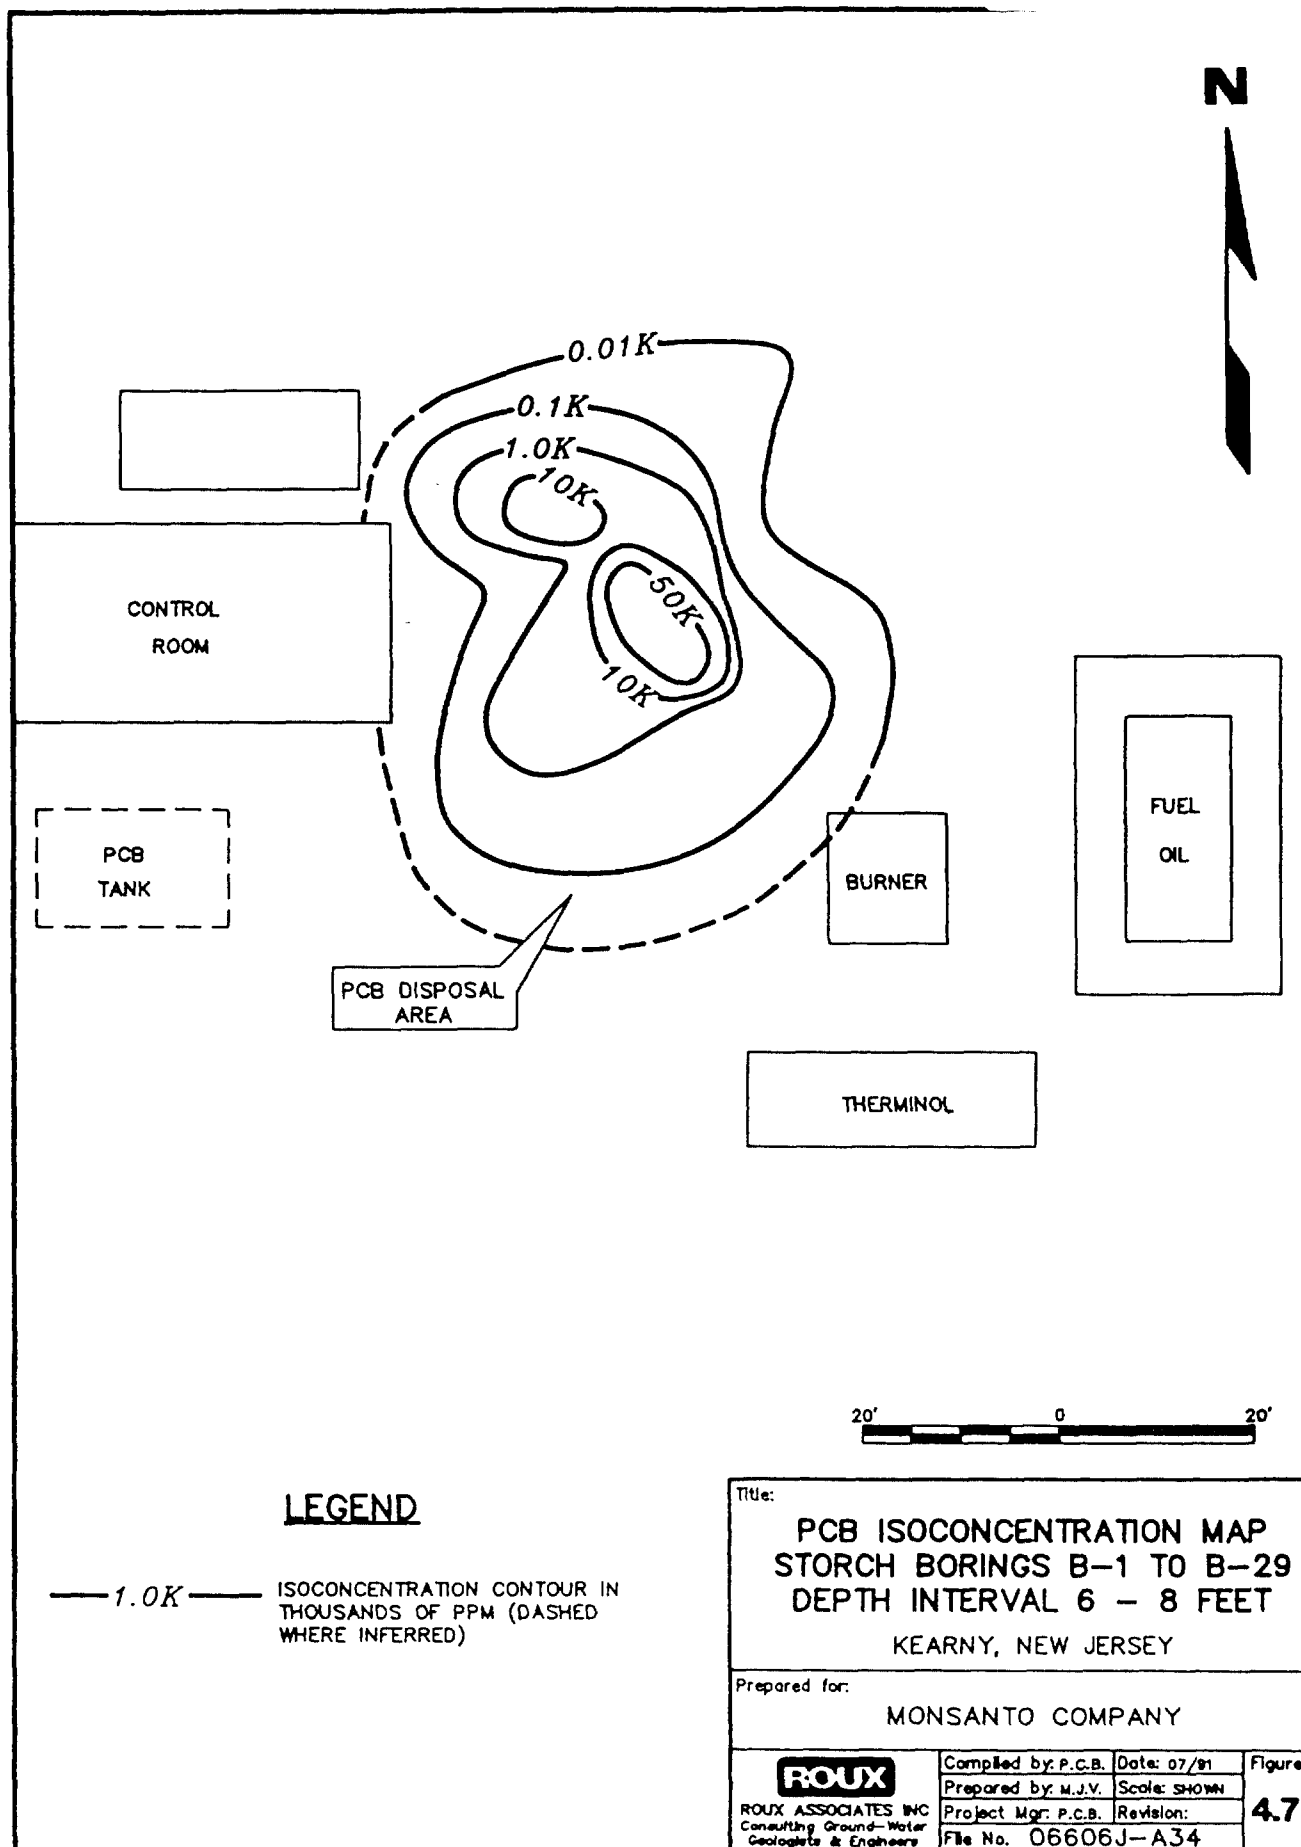 N
0.01K
0.1K
1.0K
10K
50K
10K
CONTROL
ROOM
PCB
TANK
FUEL
OIL
BURNER
PCB DISPOSAL
AREA
THERMINOL
20' 0 20'
LEGEND
1.0K
ISOCONCENTRATION CONTOUR IN
THOUSANDS OF PPM (DASHED
WHERE INFERRED)
Title:
PCB ISOCONCENTRATION MAP
STORCH BORINGS B-1 TO B-29
DEPTH INTERVAL 6 - 8 FEET
KEARNY, NEW JERSEY
Prepared for:
MONSANTO COMPANY
ROUX
ROUX ASSOCIATES INC
Consulting Ground-Water
Geologists & Engineers
Compiled by: P.C.B. Date: 07/91
Prepared by: M.J.V. Scale: SHOWN
Project Mgr: P.C.B. Revision:
File No. 06606J-A34
Figure
4.7